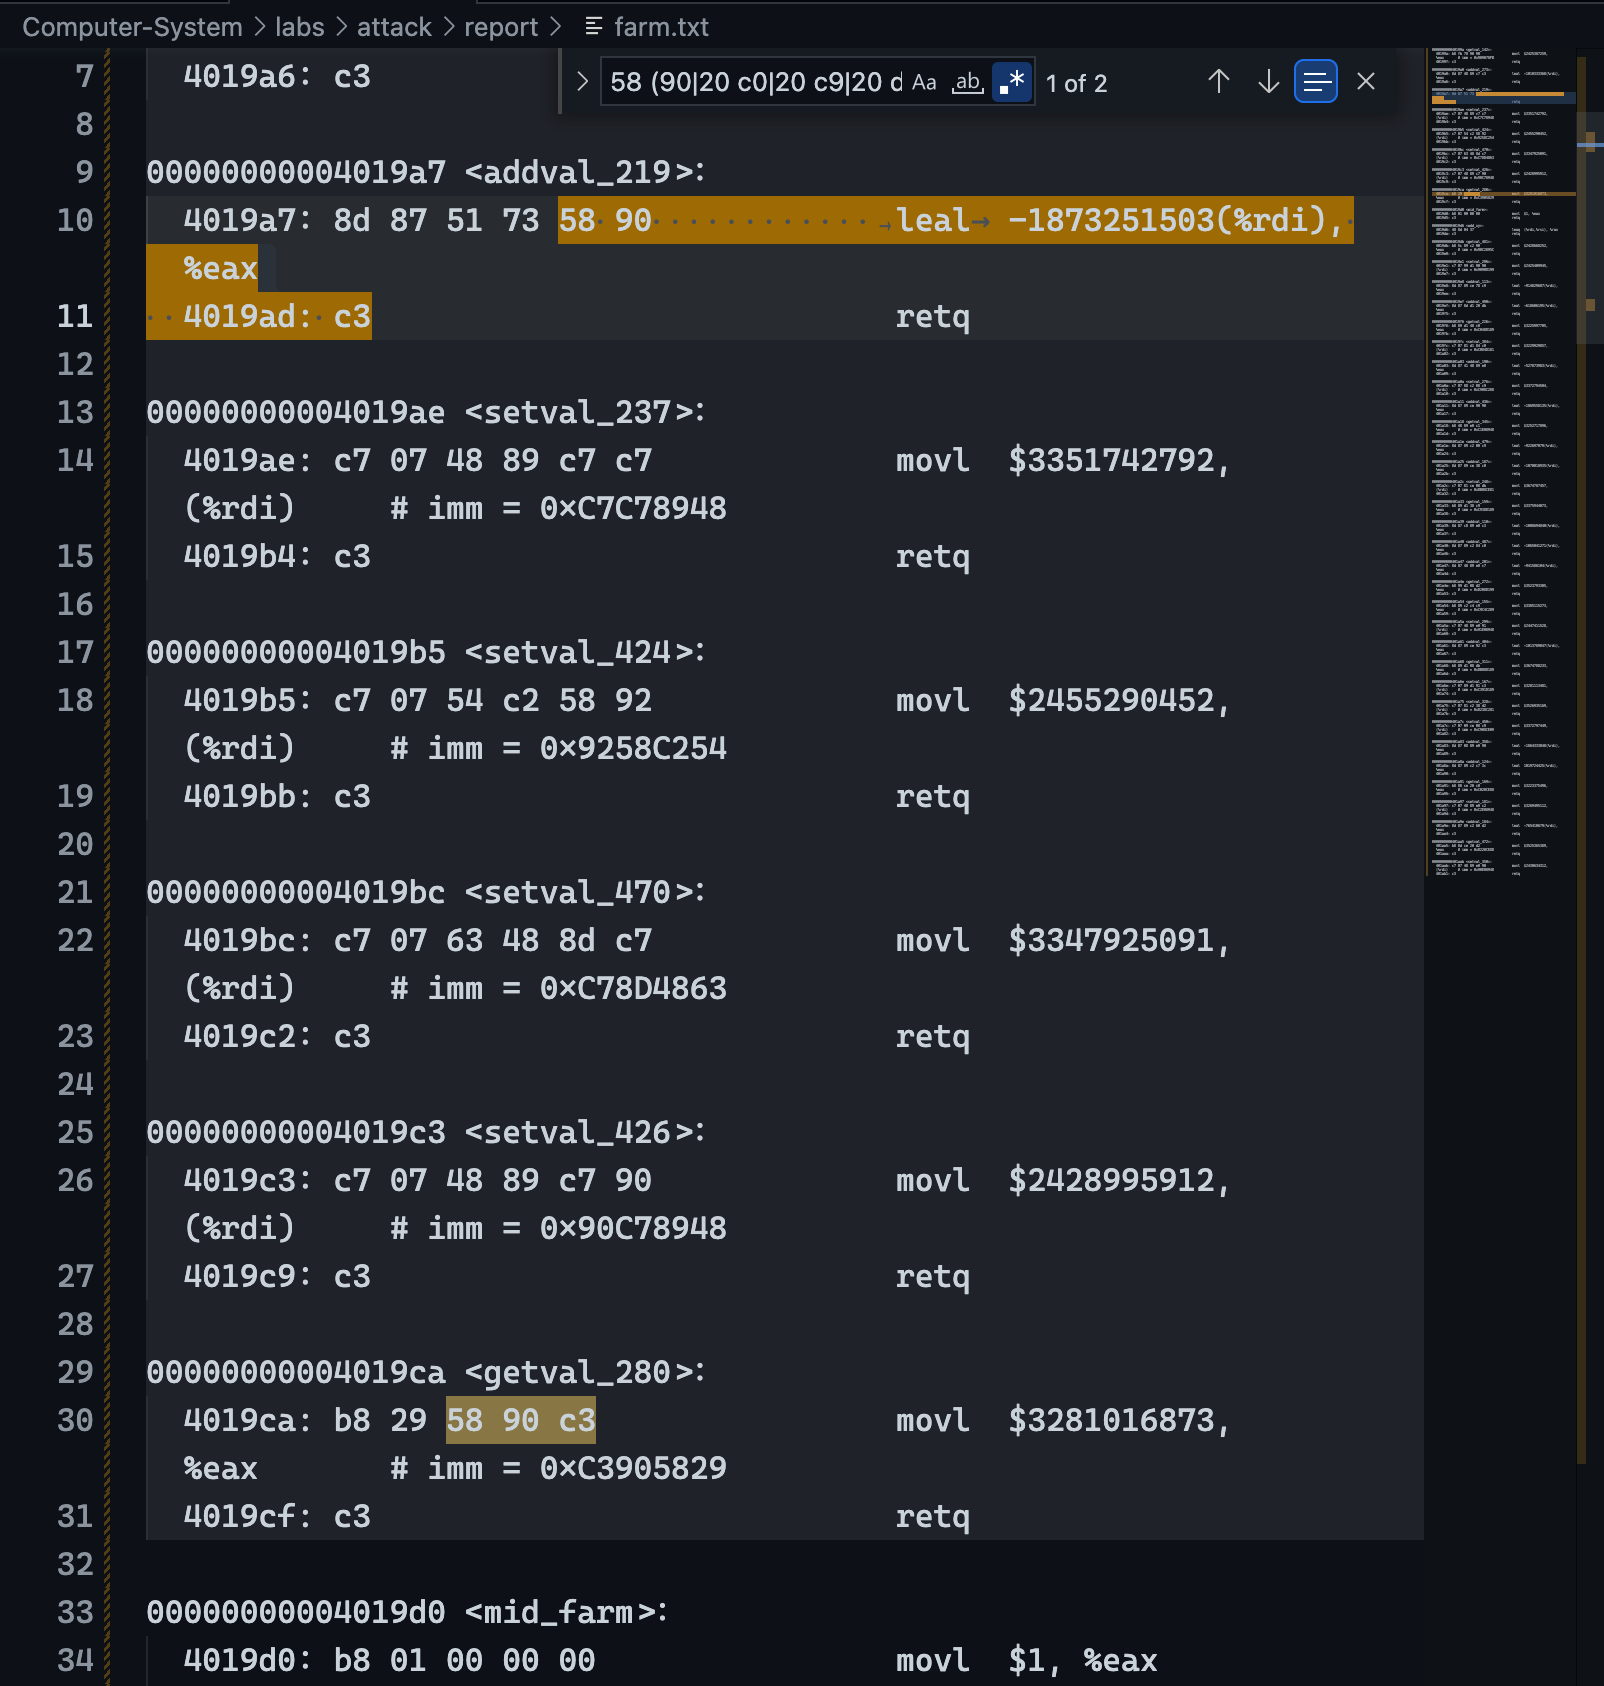 Computer-System > labs > attack > report > farm.txt
58 (90|20 c0|20 c9|20 d Aa ab .* 1 of 2
7 4019a6: c3
8
9 00000000004019a7 <addval_219>:
10 4019a7: 8d 87 51 73 58 90 leal -1873251503(%rdi),
%eax
11 4019ad: c3 retq
12
13 00000000004019ae <setval_237>:
14 4019ae: c7 07 48 89 c7 c7 movl $3351742792,
(%rdi) # imm = 0xC7C78948
15 4019b4: c3 retq
16
17 00000000004019b5 <setval_424>:
18 4019b5: c7 07 54 c2 58 92 movl $2455290452,
(%rdi) # imm = 0x9258C254
19 4019bb: c3 retq
20
21 00000000004019bc <setval_470>:
22 4019bc: c7 07 63 48 8d c7 movl $3347925091,
(%rdi) # imm = 0xC78D4863
23 4019c2: c3 retq
24
25 00000000004019c3 <setval_426>:
26 4019c3: c7 07 48 89 c7 90 movl $2428995912,
(%rdi) # imm = 0x90C78948
27 4019c9: c3 retq
28
29 00000000004019ca <getval_280>:
30 4019ca: b8 29 58 90 c3 movl $3281016873,
%eax # imm = 0xC3905829
31 4019cf: c3 retq
32
33 00000000004019d0 <mid_farm>:
34 4019d0: b8 01 00 00 00 movl $1, %eax